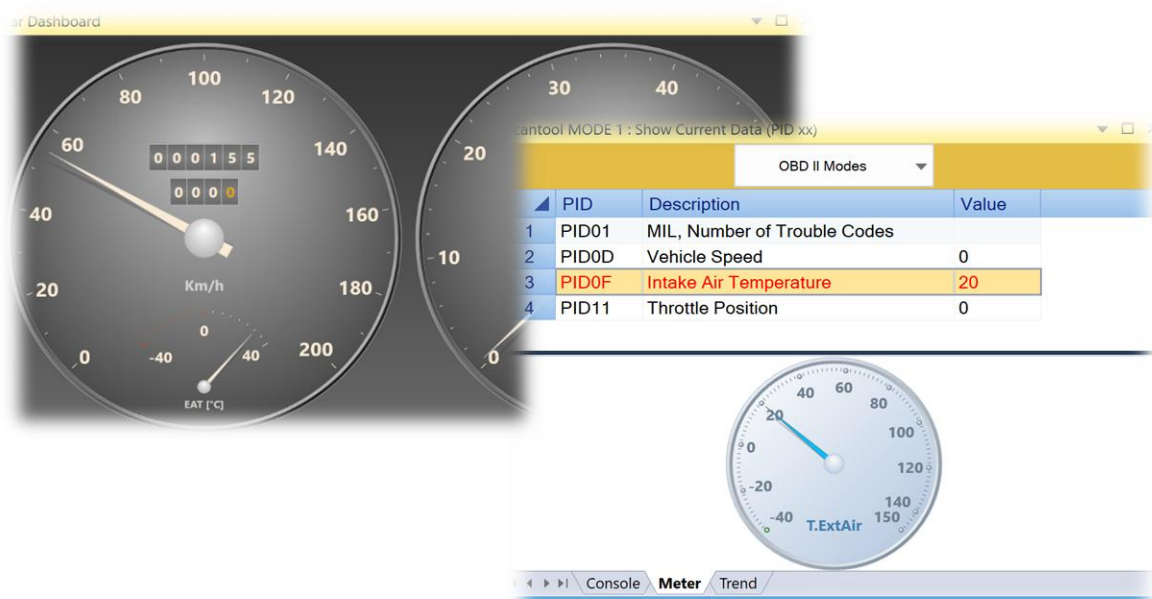 ar Dashboard
100
80
120
60
140
000155
0000
40
160
Km/h
20
180
0
-40
40
0
200
EAT [°C]
30
40
20
10
0
cantool MODE 1 : Show Current Data (PID xx)
OBD II Modes
PID Description Value
1 PID01 MIL, Number of Trouble Codes
2 PID0D Vehicle Speed 0
3 PID0F Intake Air Temperature 20
4 PID11 Throttle Position 0
60
40
80
20
100
0
120
-20
140
-40
150
T.ExtAir
Console Meter Trend